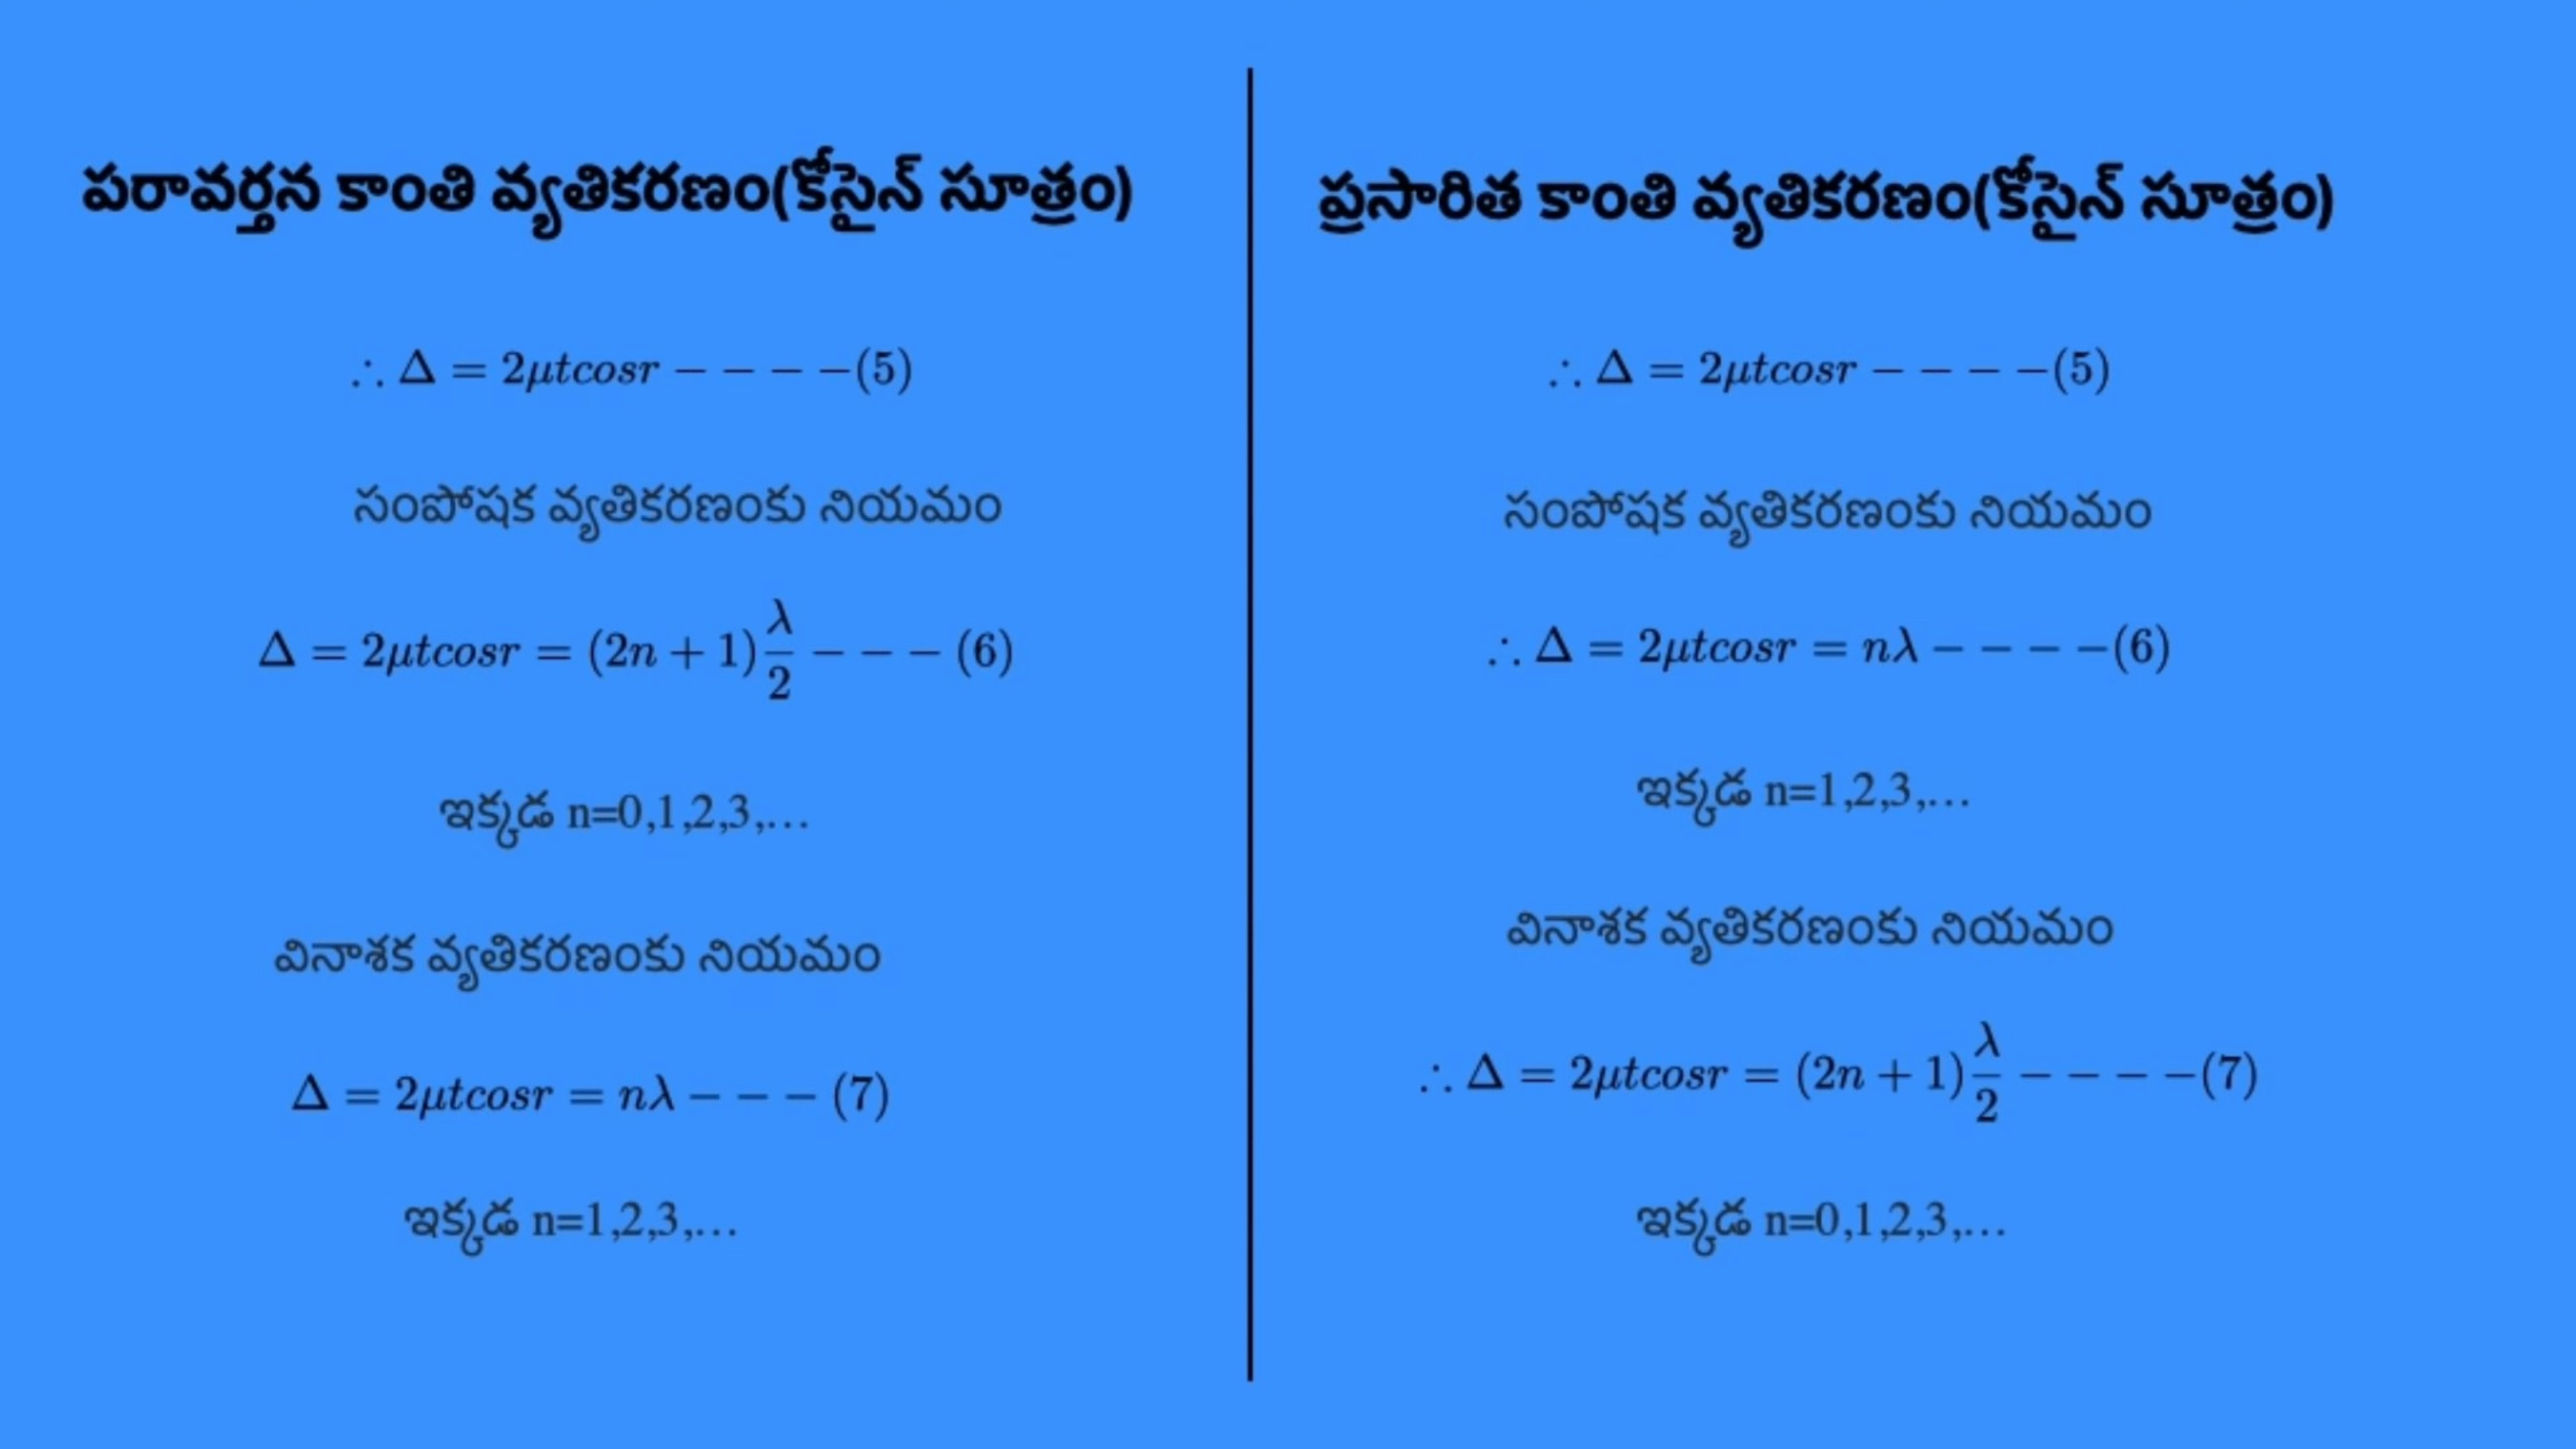 పరావర్తన కాంతి వ్యతికరణం(కోసైన్ సూత్రం)
∴ Δ = 2μtcosr − − − −(5)
సంపోషక వ్యతికరణంకు నియమం
Δ = 2μtcosr = (2n + 1)λ/2 − − − (6)
ఇక్కడ n=0,1,2,3,…
వినాశక వ్యతికరణంకు నియమం
Δ = 2μtcosr = nλ − − − (7)
ఇక్కడ n=1,2,3,…
ప్రసారిత కాంతి వ్యతికరణం(కోసైన్ సూత్రం)
∴ Δ = 2μtcosr − − − −(5)
సంపోషక వ్యతికరణంకు నియమం
∴ Δ = 2μtcosr = nλ − − − −(6)
ఇక్కడ n=1,2,3,…
వినాశక వ్యతికరణంకు నియమం
∴ Δ = 2μtcosr = (2n + 1)λ/2 − − − −(7)
ఇక్కడ n=0,1,2,3,…